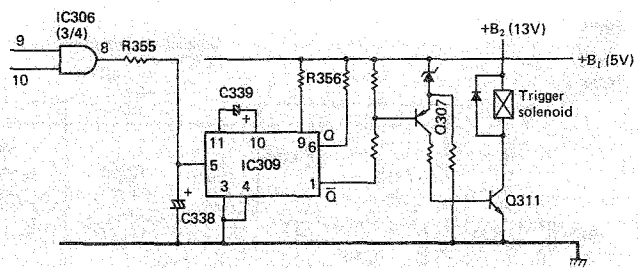 IC306
(3/4)
9
8
10
R355
+B₂ (13V)
+B₁ (5V)
C339
+
R356
Trigger
solenoid
Q307
11
10
9
Q
6
5
IC309
1
Q̅
3
4
+
C338
Q311